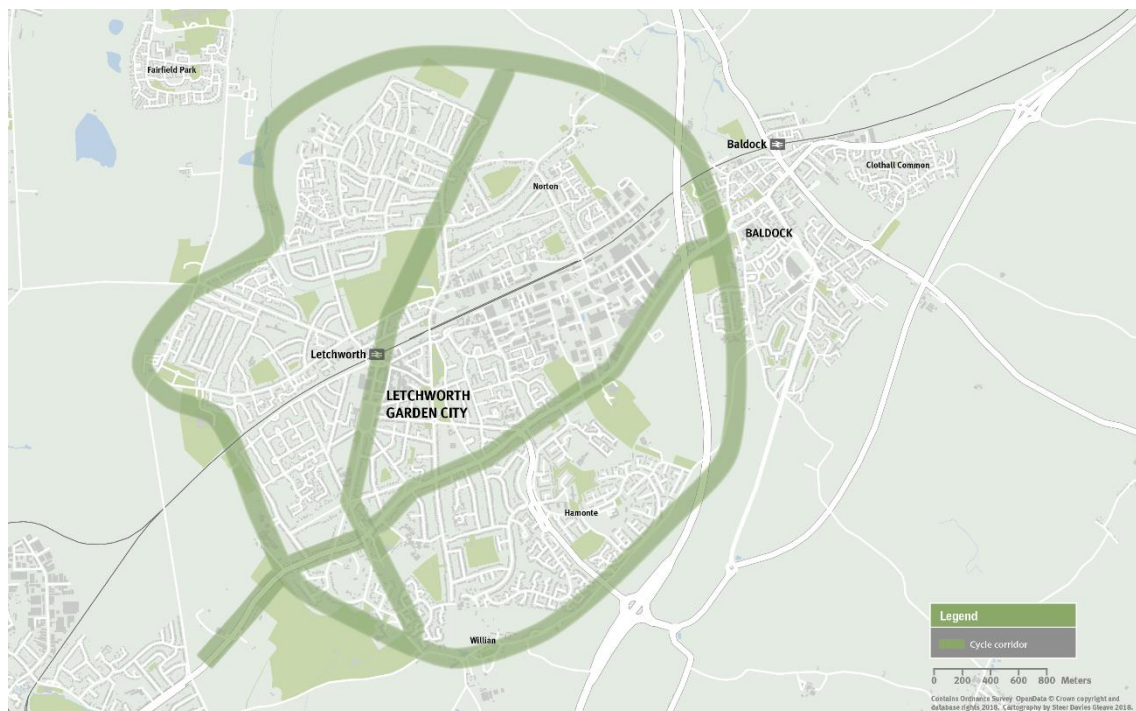 Fairfield Park
Baldock
Clothall Common
Norton
BALDOCK
Letchworth
LETCHWORTH
GARDEN CITY
Hamonte
Willian
Legend
Cycle corridor
0 200 400 600 800 Meters
Contains Ordnance Survey OpenData © Crown copyright and
database rights 2018. Cartography by Steer Davies Gleave 2018.